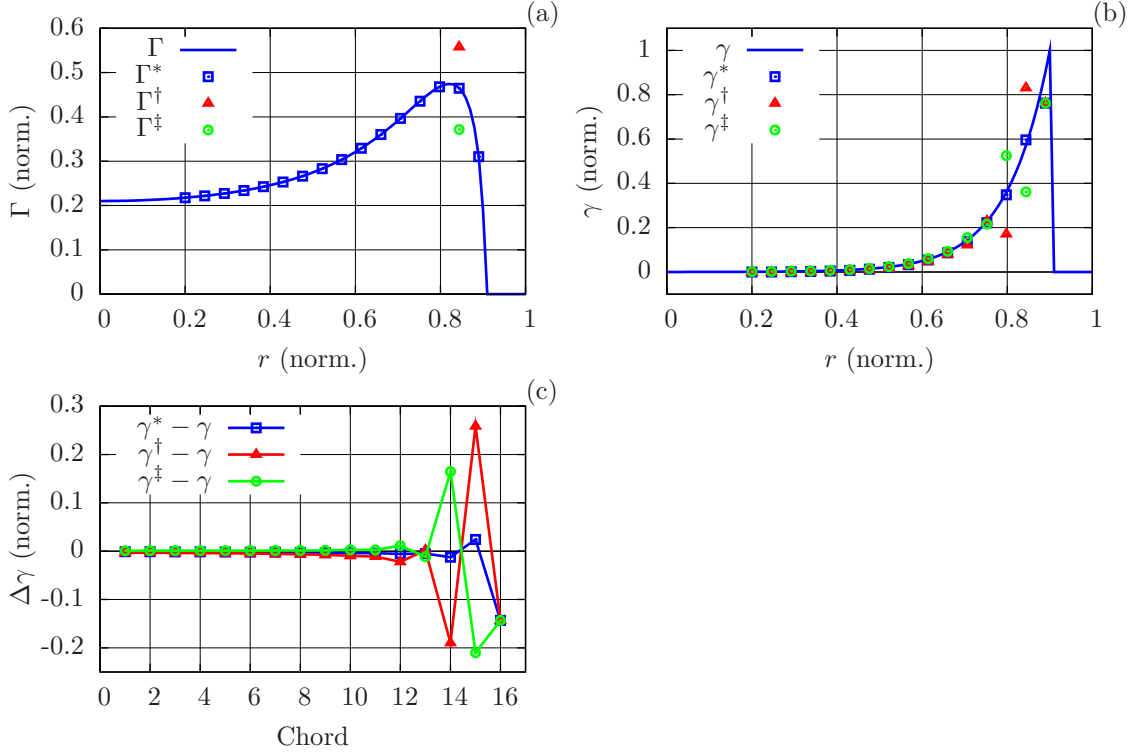 (a)
0.6
0.5
0.4
0.3
0.2
0.1
0
Γ
Γ*
Γ†
Γ‡
Γ (norm.)
0 0.2 0.4 0.6 0.8 1
r (norm.)
(b)
1
0.8
0.6
0.4
0.2
0
γ
γ*
γ†
γ‡
γ (norm.)
0 0.2 0.4 0.6 0.8 1
r (norm.)
(c)
0.3
0.2
0.1
0
-0.1
-0.2
γ* − γ
γ† − γ
γ‡ − γ
Δγ (norm.)
0 2 4 6 8 10 12 14 16
Chord